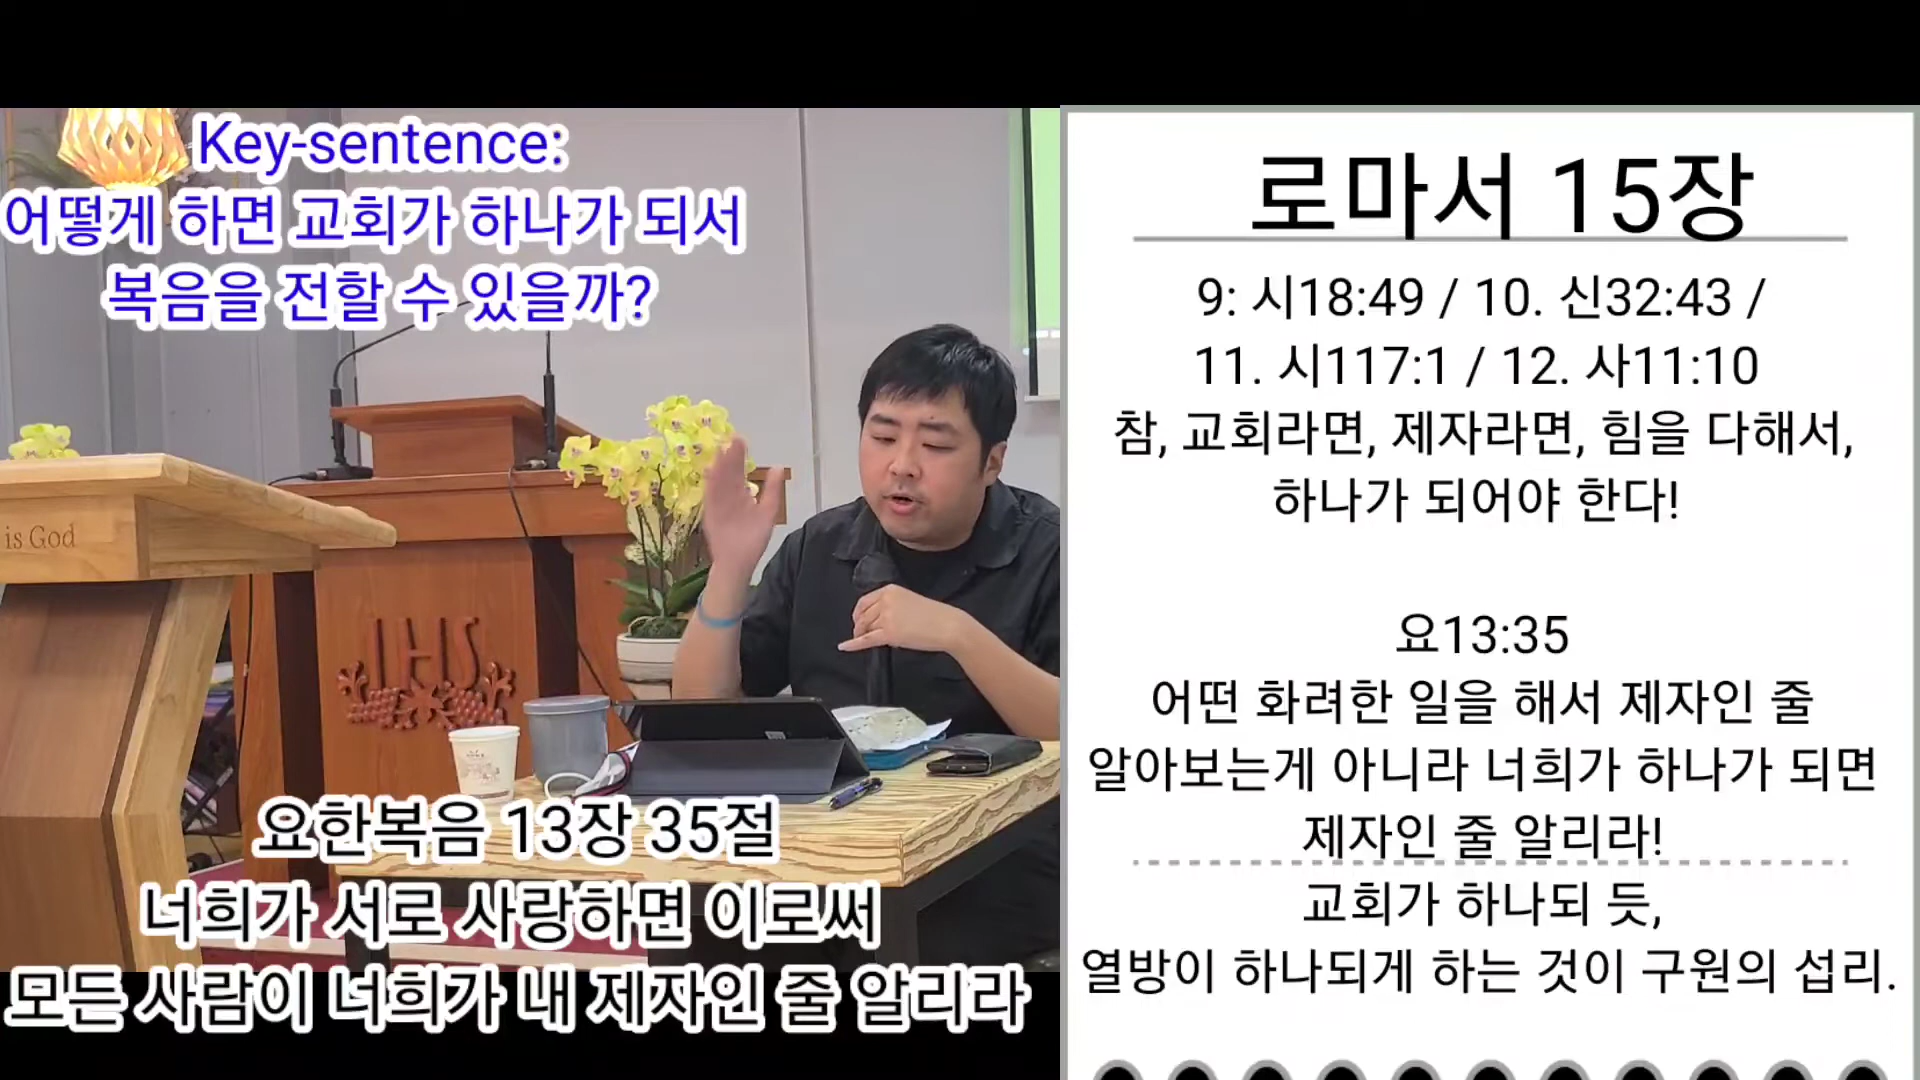 Key-sentence:
어떻게 하면 교회가 하나가 되서
복음을 전할 수 있을까?
is God
IHS
요한복음 13장 35절
너희가 서로 사랑하면 이로써
모든 사람이 너희가 내 제자인 줄 알리라
로마서 15장
9: 시18:49 / 10. 신32:43 /
11. 시117:1 / 12. 사11:10
참, 교회라면, 제자라면, 힘을 다해서,
하나가 되어야 한다!
요13:35
어떤 화려한 일을 해서 제자인 줄
알아보는게 아니라 너희가 하나가 되면
제자인 줄 알리라!
교회가 하나되 듯,
열방이 하나되게 하는 것이 구원의 섭리.